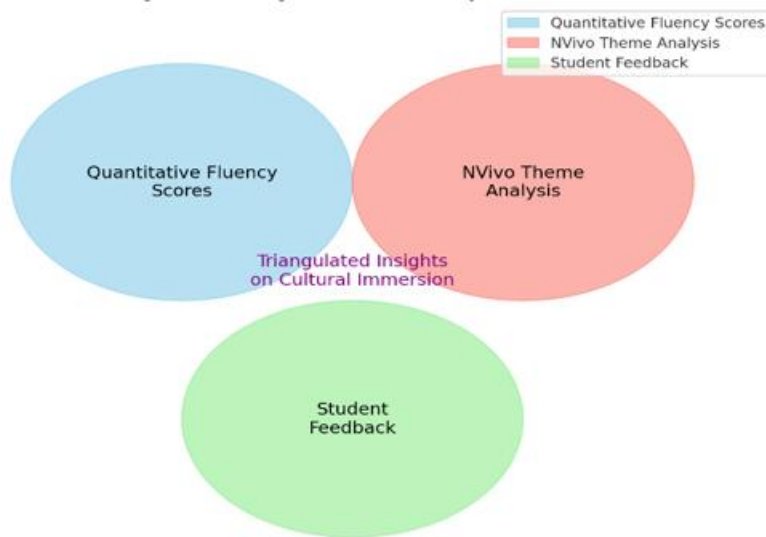 Quantitative Fluency Scores
NVivo Theme Analysis
Student Feedback
Quantitative Fluency
Scores
NVivo Theme
Analysis
Triangulated Insights
on Cultural Immersion
Student
Feedback